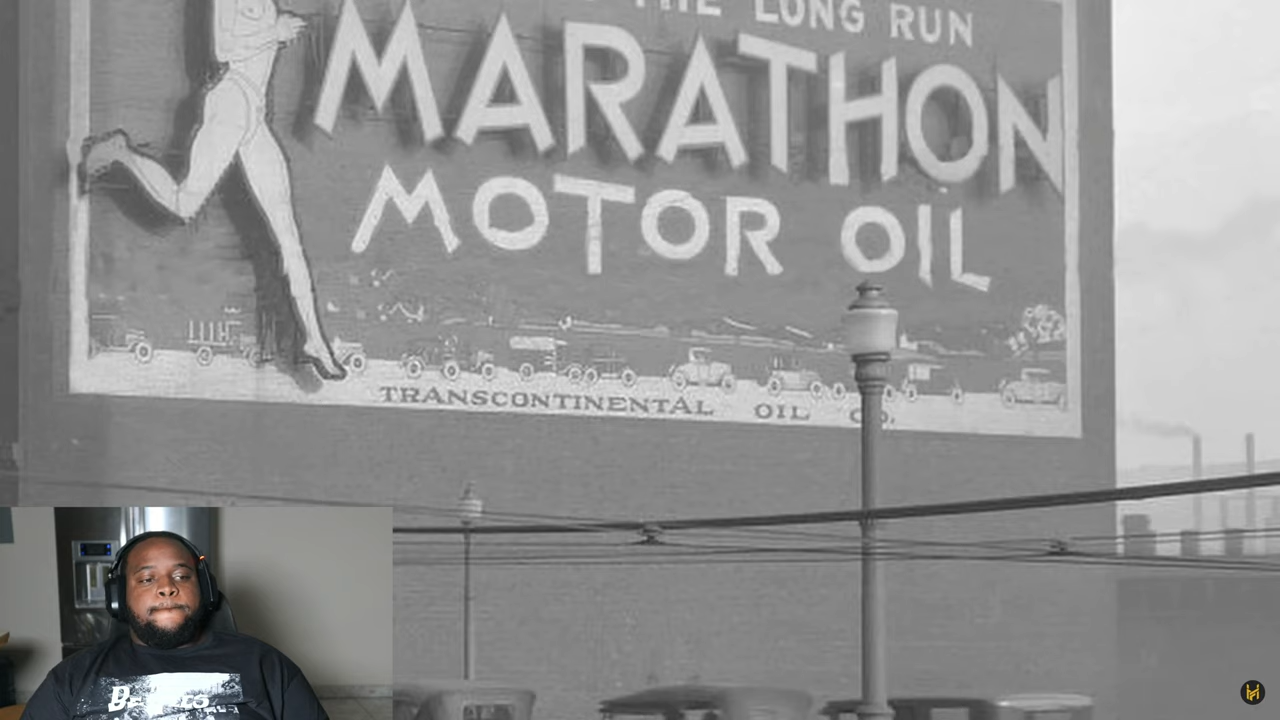 THE LONG RUN
MARATHON
MOTOR OIL
TRANSCONTINENTAL OIL CO.